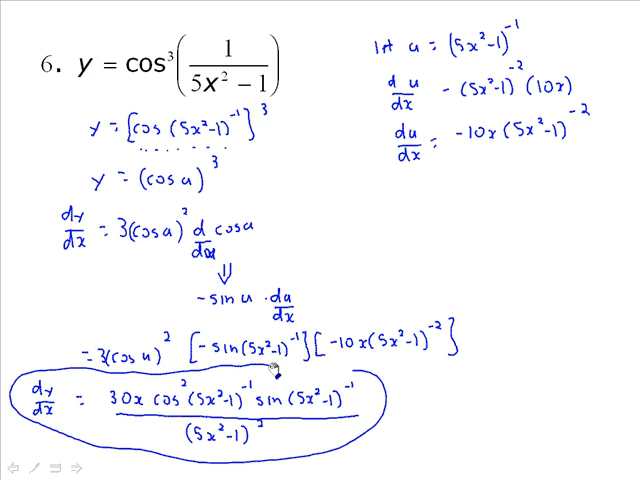 6. y = cos³(1/(5x² − 1))
y = [cos (5x²-1)⁻¹]³
y = (cos u)³
dy/dx = 3(cos u)² d/dx cos u
⇓
-sin u · du/dx
= 3(cos u)² [-sin(5x²-1)⁻¹][-10x(5x²-1)⁻²]
dy/dx = 30x cos²(5x²-1)⁻¹ sin(5x²-1)⁻¹ / (5x²-1)²
let u = (5x²-1)⁻¹
du/dx - (5x²-1)⁻² (10x)
du/dx = -10x(5x²-1)⁻²